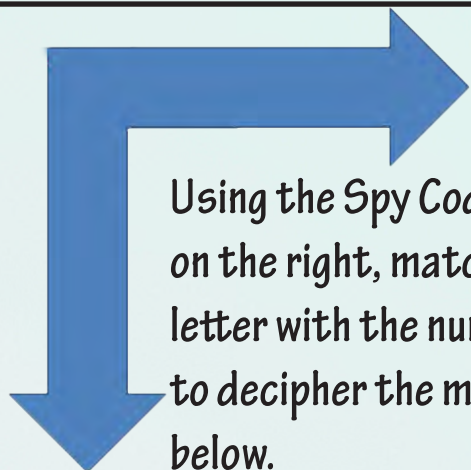 Using the Spy
on the right,
letter with the
to decipher the
below.